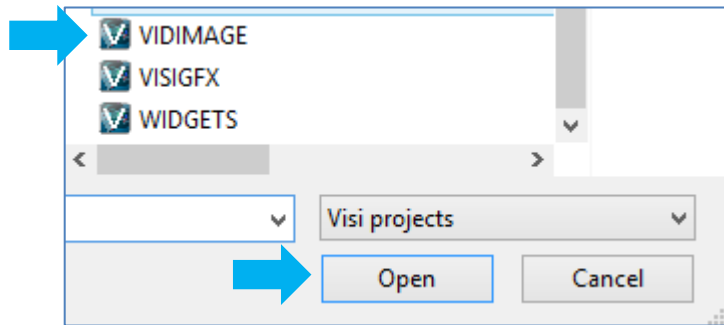 VIDIMAGE
VISIGFX
WIDGETS
Visi projects
Open Cancel